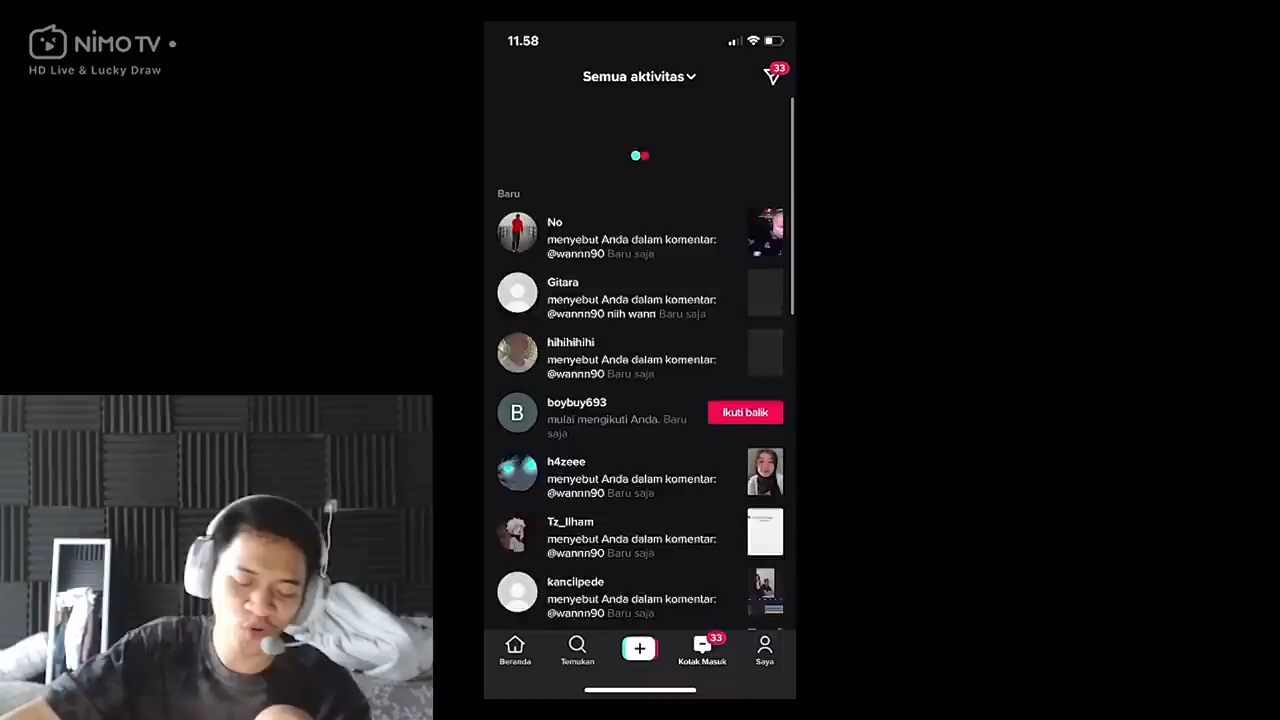 NIMO TV
HD Live & Lucky Draw
11.58
Semua aktivitas
33
Baru
No
menyebut Anda dalam komentar:
@wannn90 Baru saja
Gitara
menyebut Anda dalam komentar:
@wannn90 niih wann Baru saja
hihihihihi
menyebut Anda dalam komentar:
@wannn90 Baru saja
B
boybuy693
mulai mengikuti Anda. Baru
saja
Ikuti balik
h4zeee
menyebut Anda dalam komentar:
@wannn90 Baru saja
Tz_Ilham
menyebut Anda dalam komentar:
@wannn90 Baru saja
kancilpede
menyebut Anda dalam komentar:
@wannn90 Baru saja
33
Beranda
Temukan
Kotak Masuk
Saya